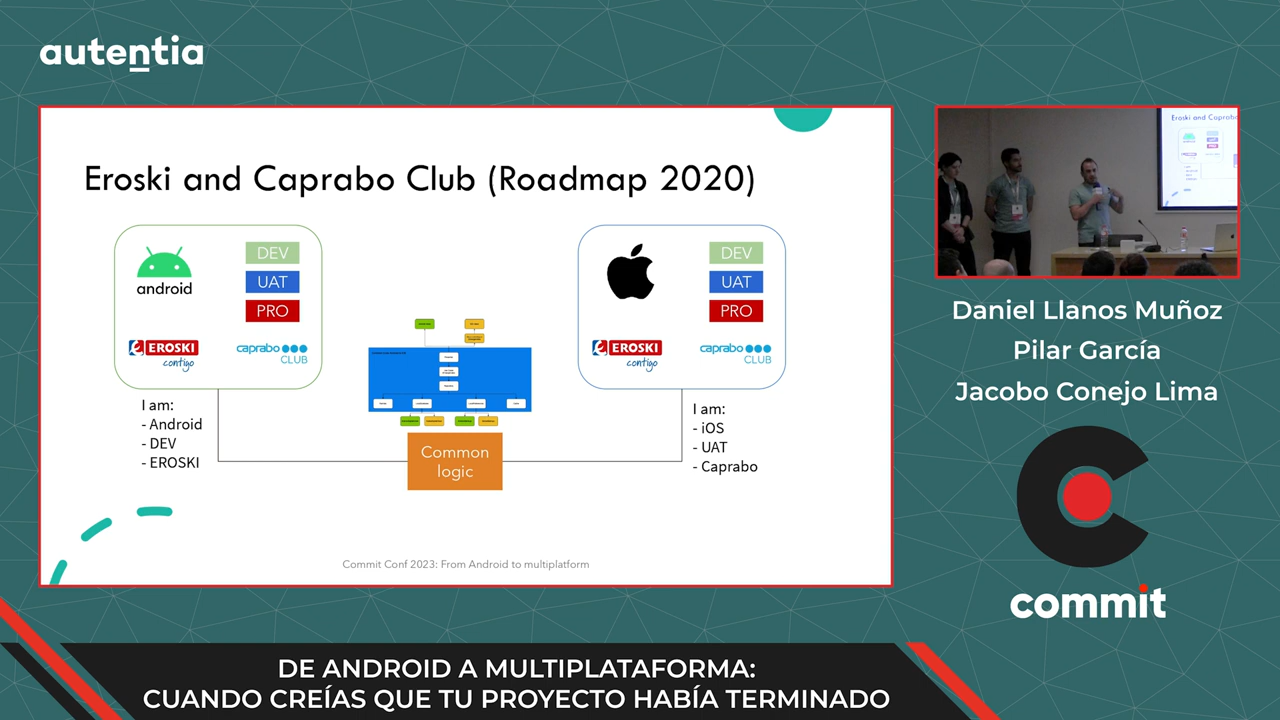 autentia
Eroski and Caprabo Club (Roadmap 2020)
android
DEV
UAT
PRO
EROSKI
contigo
caprabo
CLUB
I am:
- Android
- DEV
- EROSKI
Common
logic
DEV
UAT
PRO
EROSKI
contigo
caprabo
CLUB
I am:
- iOS
- UAT
- Caprabo
Commit Conf 2023: From Android to multiplatform
Eroski and Caprabo
Daniel Llanos Muñoz
Pilar García
Jacobo Conejo Lima
commit
DE ANDROID A MULTIPLATAFORMA:
CUANDO CREÍAS QUE TU PROYECTO HABÍA TERMINADO